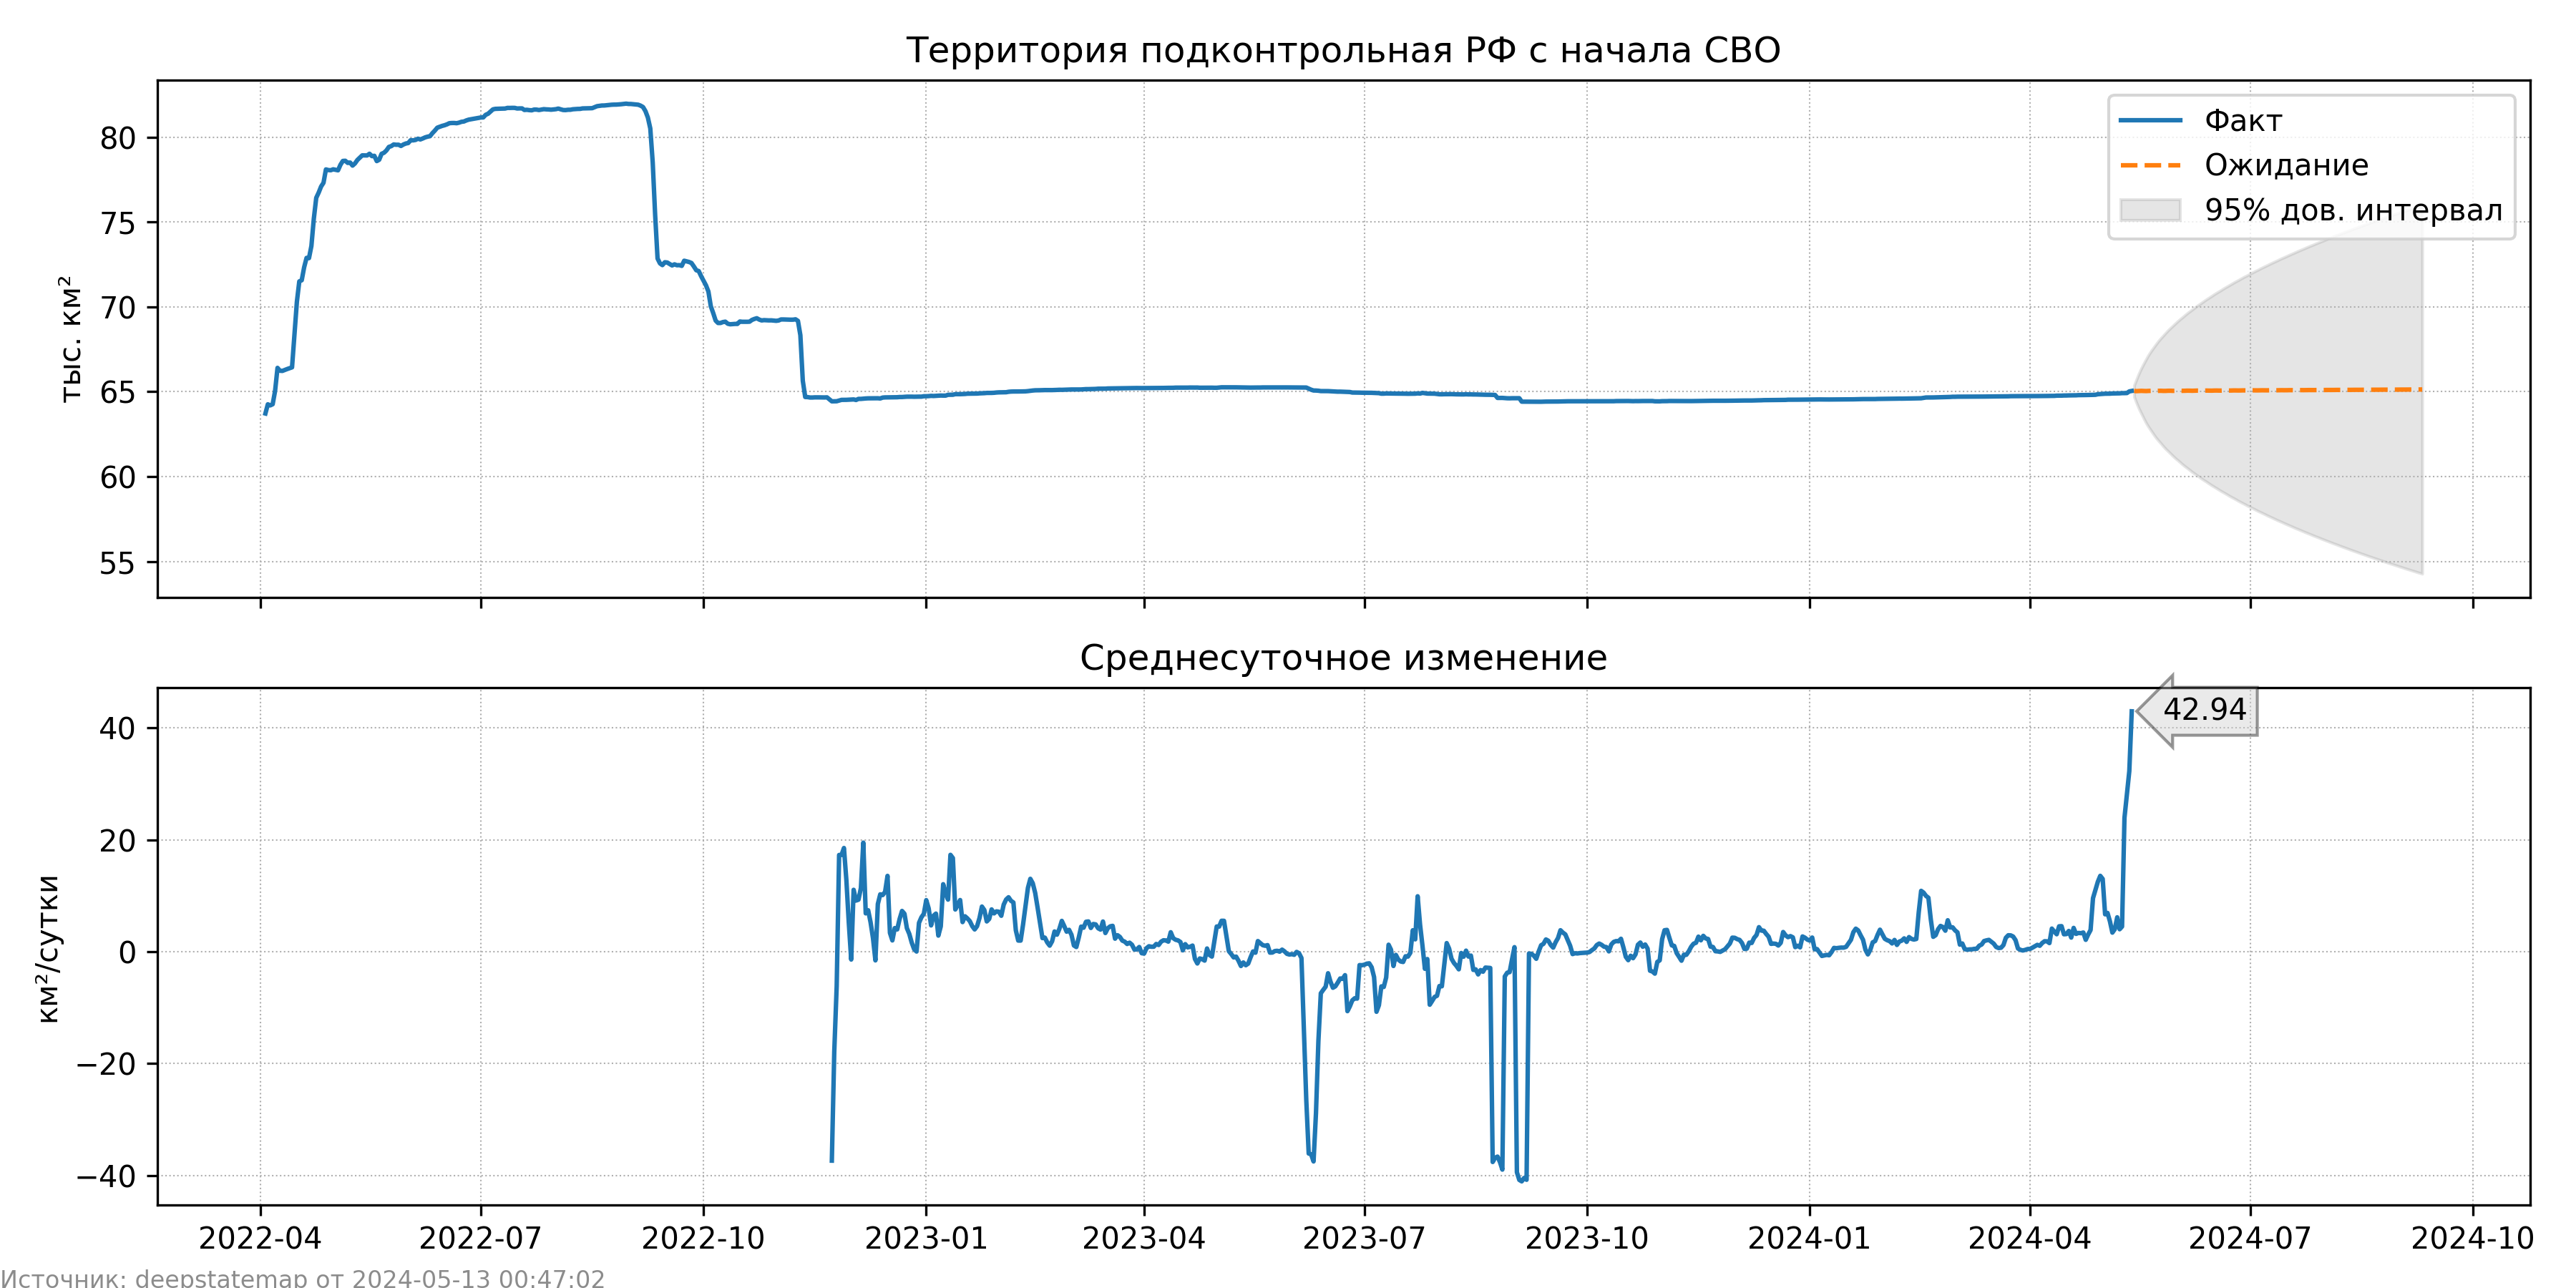 Территория подконтрольная РФ с начала СВО
тыс. км²
80
75
70
65
60
55
Факт
Ожидание
95% дов. интервал
Среднесуточное изменение
км²/сутки
40
20
0
−20
−40
42.94
2022-04
2022-07
2022-10
2023-01
2023-04
2023-07
2023-10
2024-01
2024-04
2024-07
2024-10
Источник: deepstatemap от 2024-05-13 00:47:02